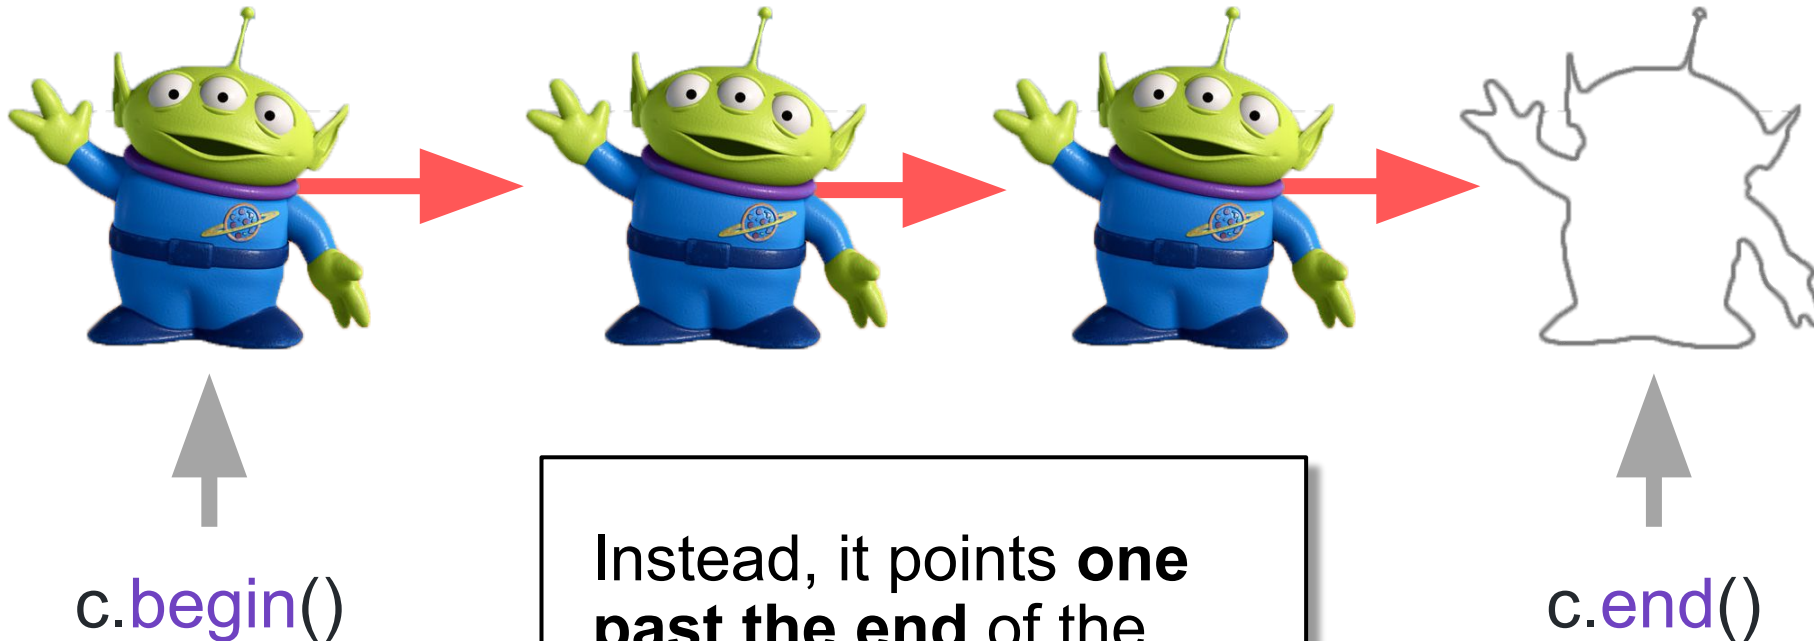 Instead, it points one
past the end of the
c.begin()
c.end()